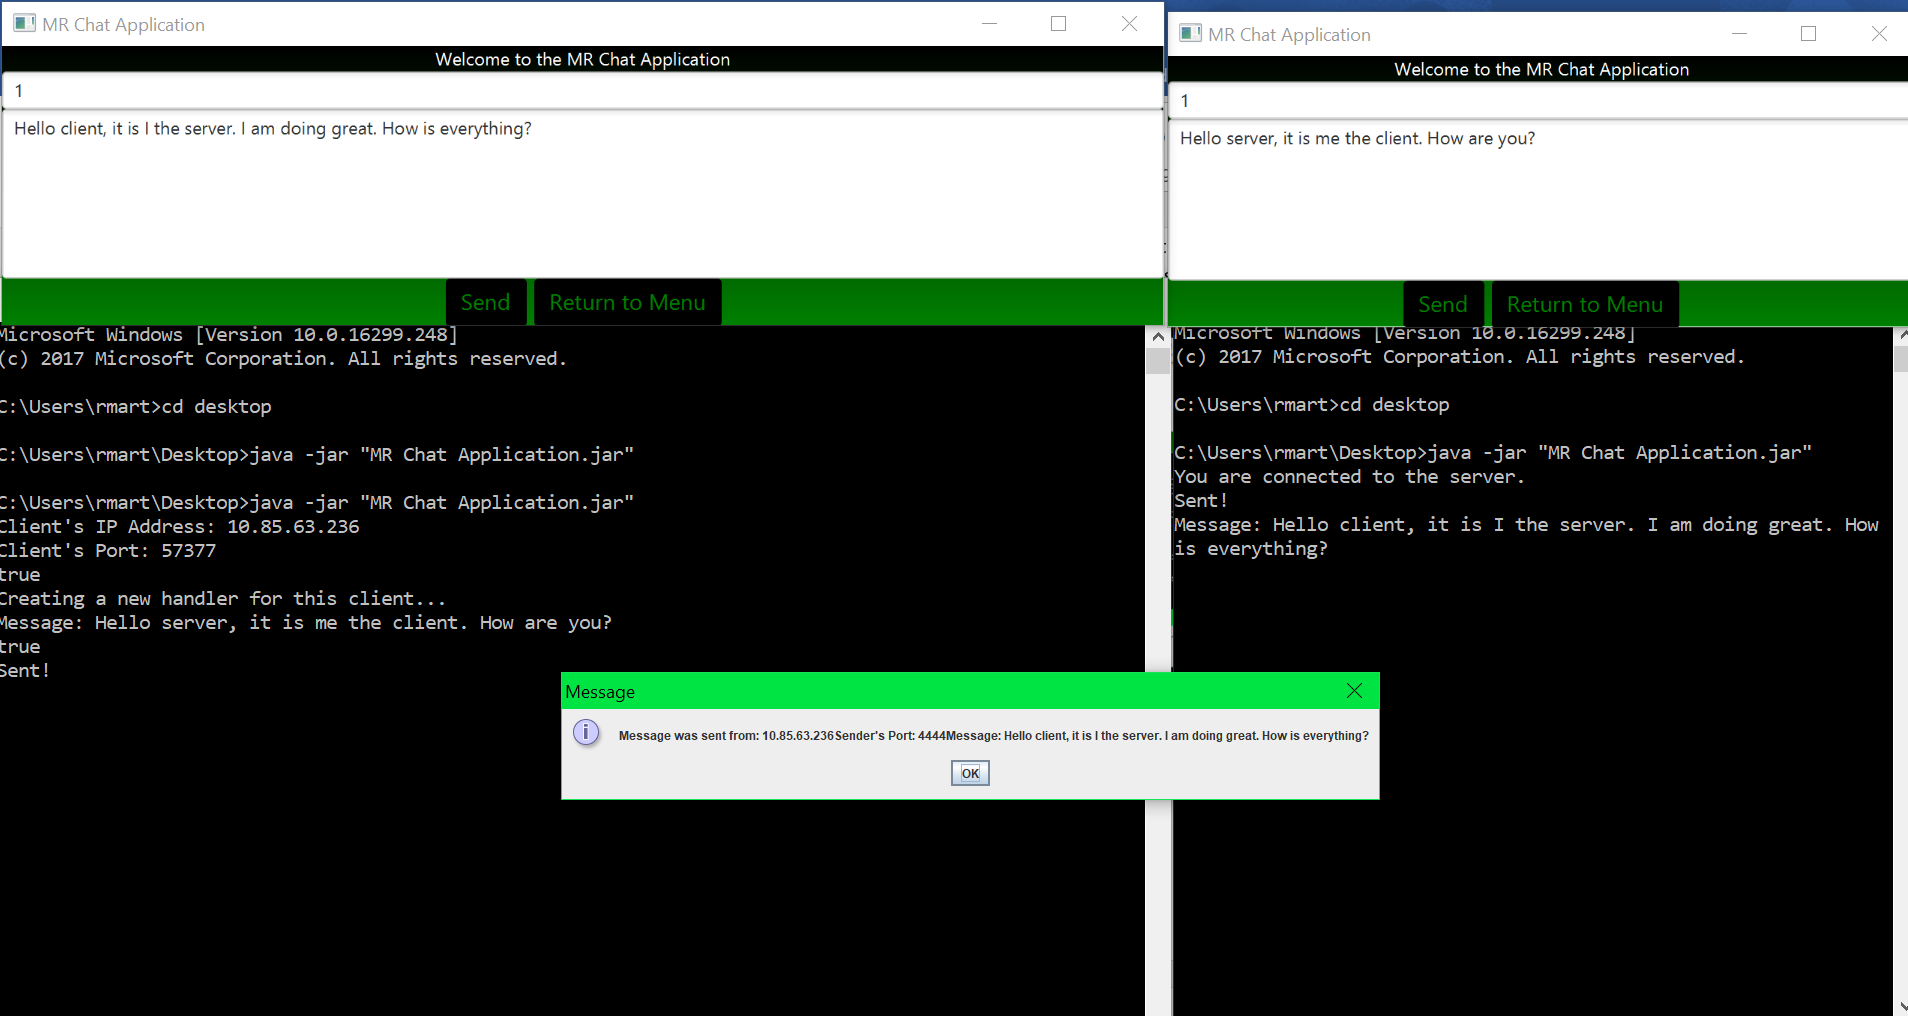 MR Chat Application
Welcome to the MR Chat Application
1
Hello client, it is I the server. I am doing great. How is everything?
Send
Return to Menu
Microsoft Windows [Version 10.0.16299.248]
(c) 2017 Microsoft Corporation. All rights reserved.
C:\Users\rmart>cd desktop
C:\Users\rmart\Desktop>java -jar "MR Chat Application.jar"
C:\Users\rmart\Desktop>java -jar "MR Chat Application.jar"
Client's IP Address: 10.85.63.236
Client's Port: 57377
true
Creating a new handler for this client...
Message: Hello server, it is me the client. How are you?
true
Sent!
MR Chat Application
Welcome to the MR Chat Application
1
Hello server, it is me the client. How are you?
Send
Return to Menu
Microsoft Windows [Version 10.0.16299.248]
(c) 2017 Microsoft Corporation. All rights reserved.
C:\Users\rmart>cd desktop
C:\Users\rmart\Desktop>java -jar "MR Chat Application.jar"
You are connected to the server.
Sent!
Message: Hello client, it is I the server. I am doing great. How
is everything?
Message
Message was sent from: 10.85.63.236Sender's Port: 4444Message: Hello client, it is I the server. I am doing great. How is everything?
OK